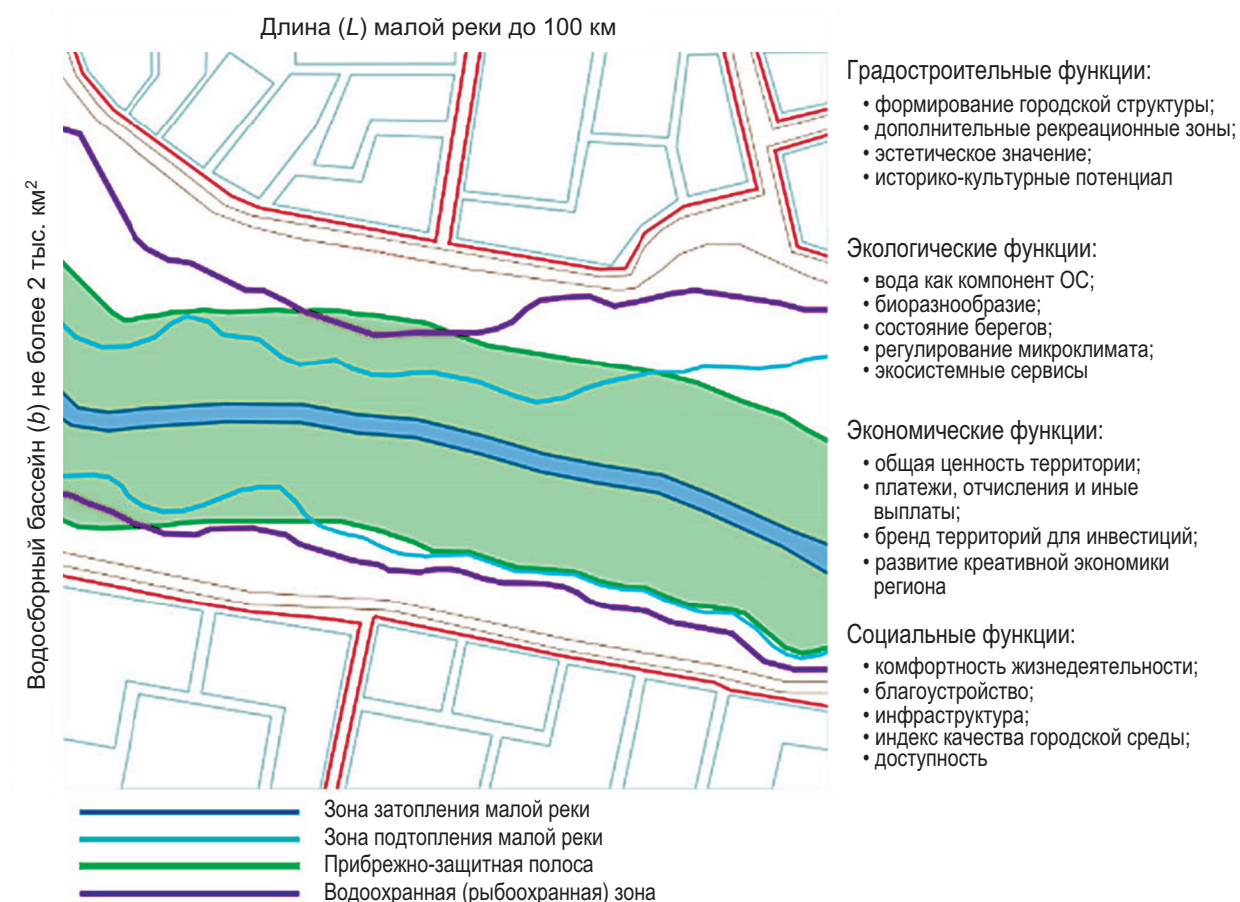 Длина (L) малой реки до 100 км
Водосборный бассейн (b) не более 2 тыс. км²
Градостроительные функции:
• формирование городской структуры;
• дополнительные рекреационные зоны;
• эстетическое значение;
• историко-культурные потенциал
Экологические функции:
• вода как компонент ОС;
• биоразнообразие;
• состояние берегов;
• регулирование микроклимата;
• экосистемные сервисы
Экономические функции:
• общая ценность территории;
• платежи, отчисления и иные
выплаты;
• бренд территорий для инвестиций;
• развитие креативной экономики
региона
Социальные функции:
• комфортность жизнедеятельности;
• благоустройство;
• инфраструктура;
• индекс качества городской среды;
• доступность
Зона затопления малой реки
Зона подтопления малой реки
Прибрежно-защитная полоса
Водоохранная (рыбоохранная) зона